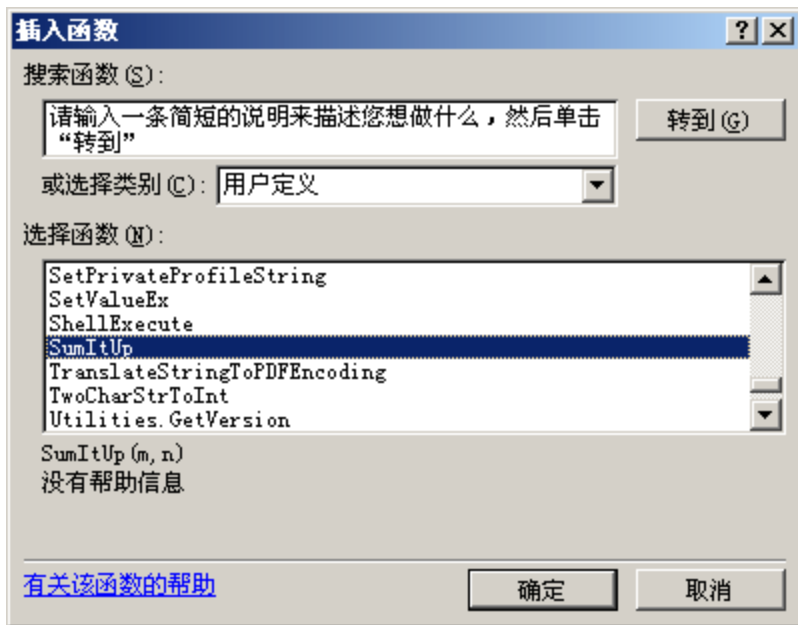 插入函数
搜索函数(S):
请输入一条简短的说明来描述您想做什么,然后单击
“转到”
转到(G)
或选择类别(C):
用户定义
选择函数(N):
SetPrivateProfileString
SetValueEx
ShellExecute
SumItUp
TranslateStringToPDFEncoding
TwoCharStrToInt
Utilities.GetVersion
SumItUp(m,n)
没有帮助信息
有关该函数的帮助
确定
取消